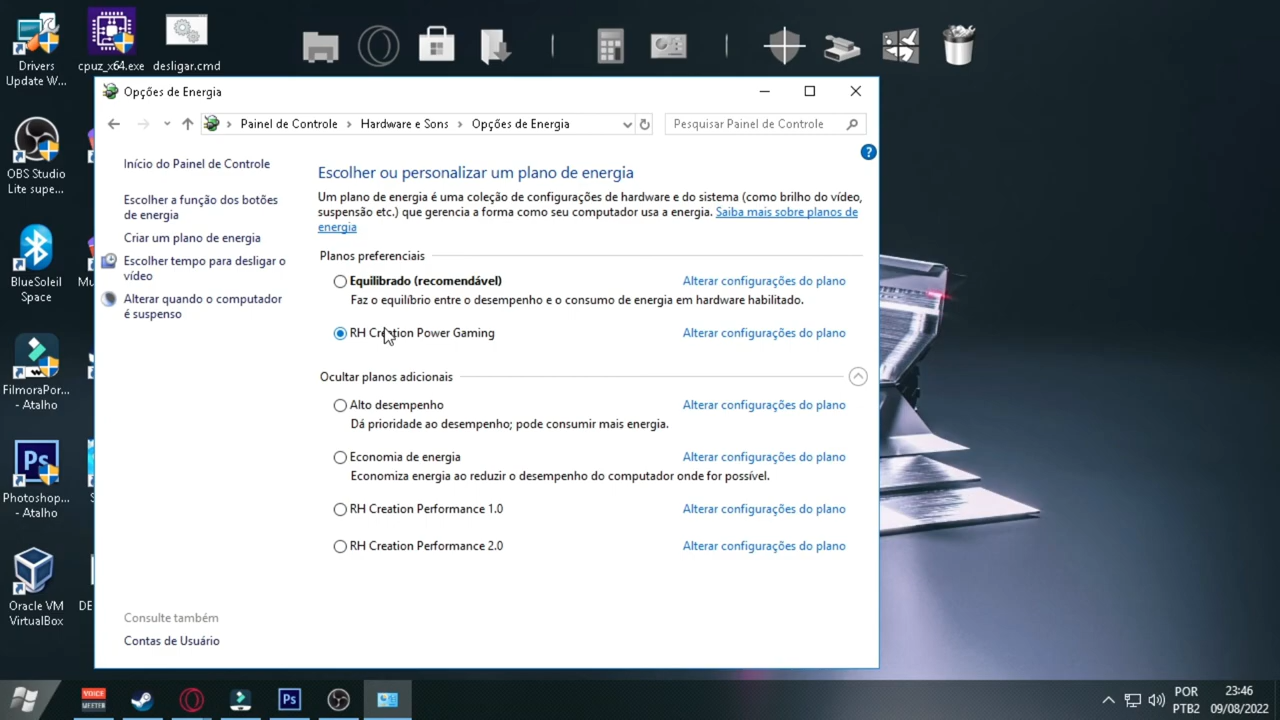 Drivers
Update W...
cpuz_x64.exe
desligar.cmd
OBS Studio
Lite supe...
BlueSoleil
Space
Mu
FilmoraPor...
- Atalho
Ps
Photoshop...
- Atalho
S
Oracle VM
VirtualBox
DE
Opções de Energia
Painel de Controle
Hardware e Sons
Opções de Energia
Pesquisar Painel de Controle
?
Início do Painel de Controle
Escolher a função dos botões
de energia
Criar um plano de energia
Escolher tempo para desligar o
vídeo
Alterar quando o computador
é suspenso
Escolher ou personalizar um plano de energia
Um plano de energia é uma coleção de configurações de hardware e do sistema (como brilho do vídeo,
suspensão etc.) que gerencia a forma como seu computador usa a energia. Saiba mais sobre planos de
energia
Planos preferenciais
Equilibrado (recomendável) Alterar configurações do plano
Faz o equilíbrio entre o desempenho e o consumo de energia em hardware habilitado.
RH Creation Power Gaming Alterar configurações do plano
Ocultar planos adicionais
Alto desempenho Alterar configurações do plano
Dá prioridade ao desempenho; pode consumir mais energia.
Economia de energia Alterar configurações do plano
Economiza energia ao reduzir o desempenho do computador onde for possível.
RH Creation Performance 1.0 Alterar configurações do plano
RH Creation Performance 2.0 Alterar configurações do plano
Consulte também
Contas de Usuário
VOICE
MEETER
Ps
POR
PTB2
23:46
09/08/2022